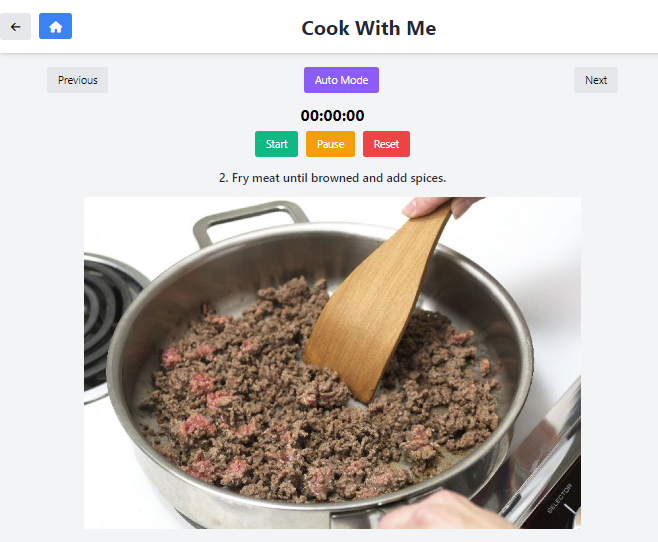 Cook With Me
Previous
Auto Mode
Next
00:00:00
Start
Pause
Reset
2. Fry meat until browned and add spices.
SELECTOR